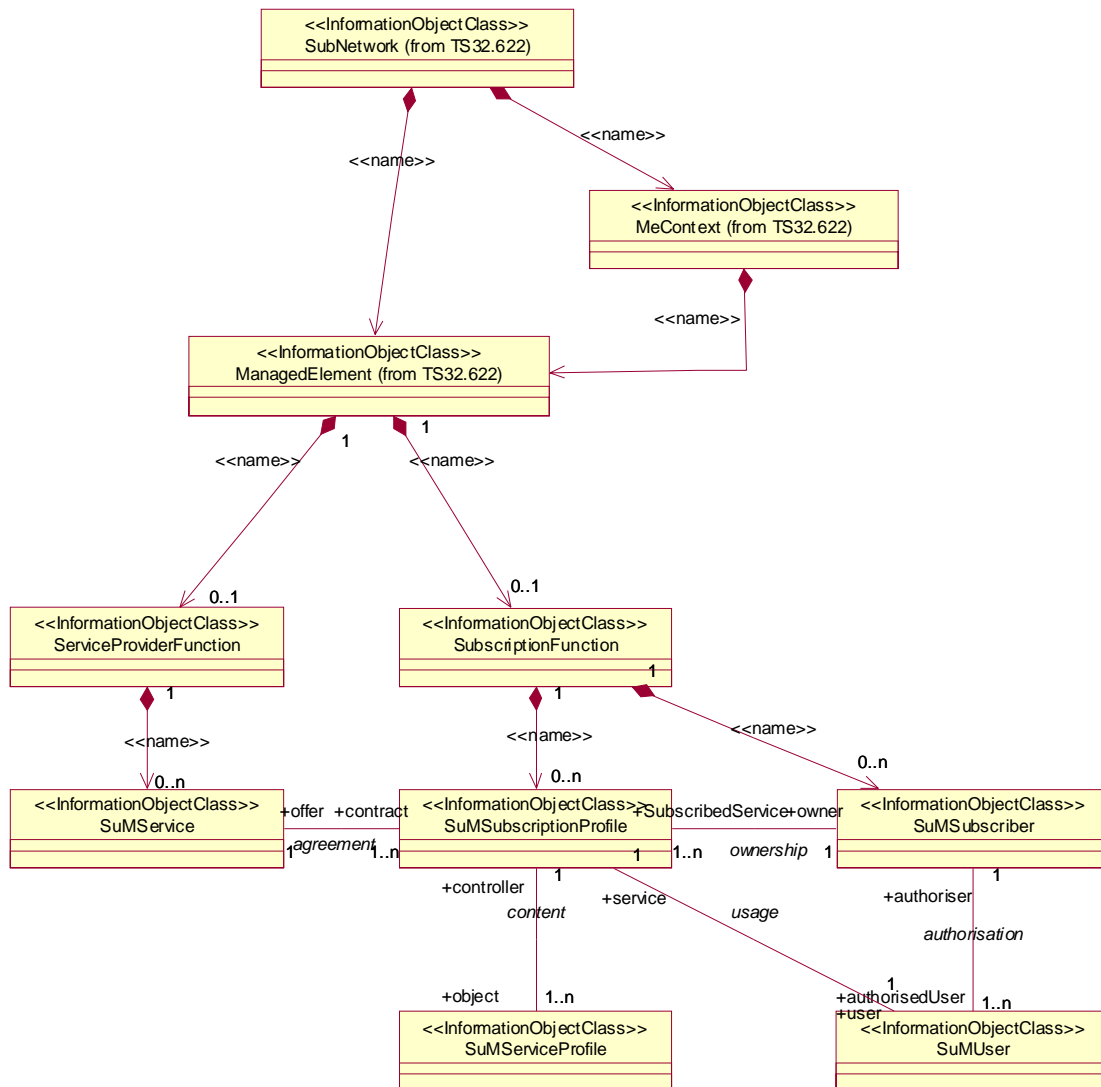 <<InformationObjectClass>>
SubNetwork (from TS32.622)
<<name>>
<<name>>
<<InformationObjectClass>>
MeContext (from TS32.622)
<<name>>
<<InformationObjectClass>>
ManagedElement (from TS32.622)
1
1
<<name>>
<<name>>
0..1
0..1
<<InformationObjectClass>>
ServiceProviderFunction
<<InformationObjectClass>>
SubscriptionFunction
1
1
1
<<name>>
<<name>>
<<name>>
0..n
0..n
0..n
<<InformationObjectClass>>
SuMService
+offer
+contract
agreement
1
1..n
<<InformationObjectClass>>
SuMSubscriptionProfile
+SubscribedService
+owner
ownership
1..n
1
<<InformationObjectClass>>
SuMSubscriber
1
1
1
+controller
content
+service
usage
+authoriser
authorisation
+object
1..n
1
+authorisedUser
+user
1..n
<<InformationObjectClass>>
SuMServiceProfile
<<InformationObjectClass>>
SuMUser